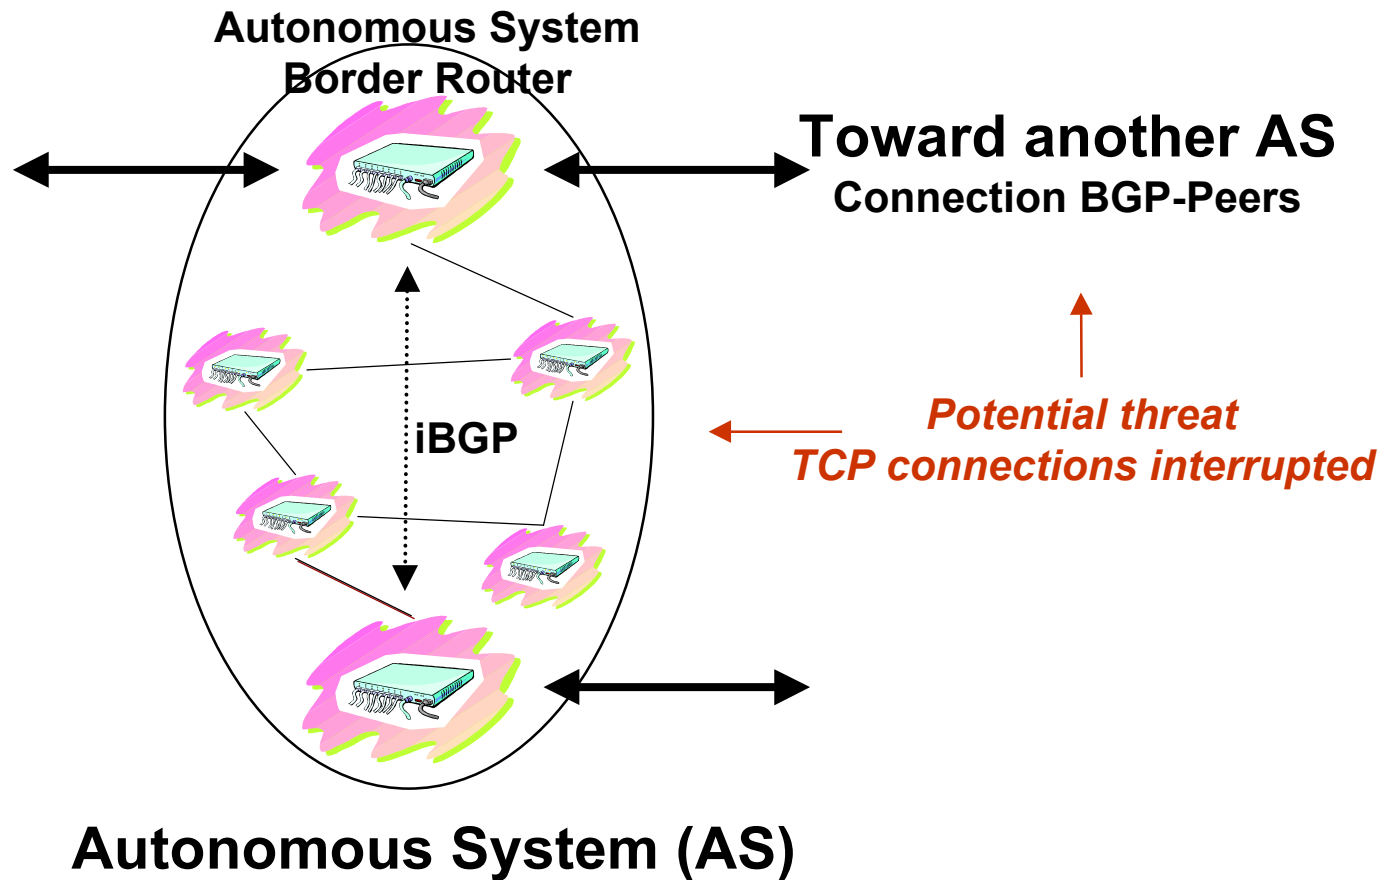 Autonomous System
Border Router
Toward another AS
Connection BGP-Peers
iBGP
Potential threat
TCP connections interrupted
Autonomous System (AS)